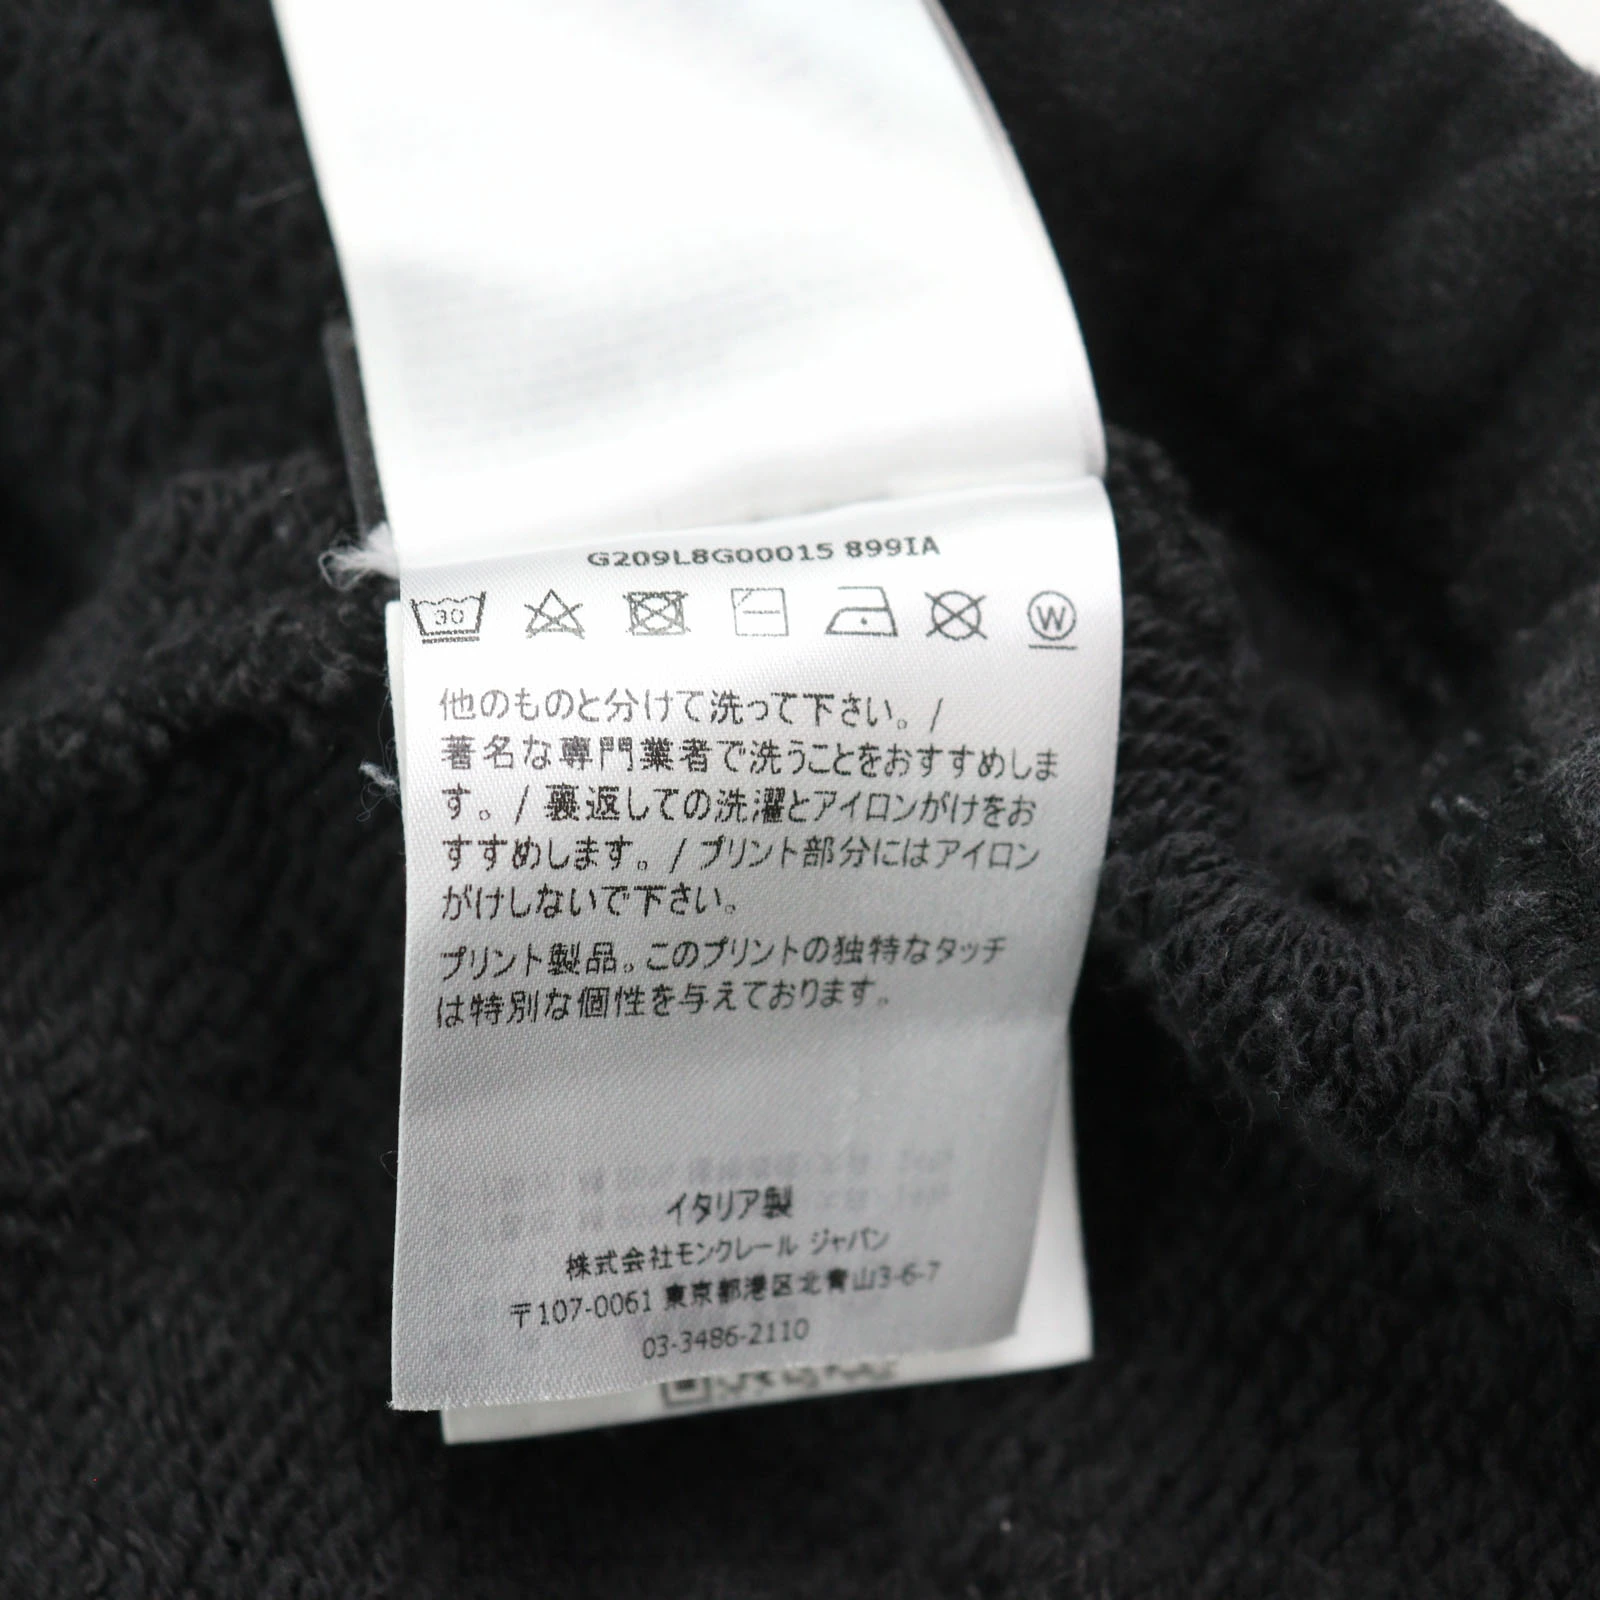 G209L8G00015 899IA
30
W
他のものと分けて洗って下さい。/
著名な専門業者で洗うことをおすすめしま
す。/ 裏返しての洗濯とアイロンがけをお
すすめします。/ プリント部分にはアイロン
がけしないで下さい。
プリント製品。このプリントの独特なタッチ
は特別な個性を与えております。
イタリア製
株式会社モンクレール ジャパン
〒107-0061 東京都港区北青山3-6-7
03-3486-2110